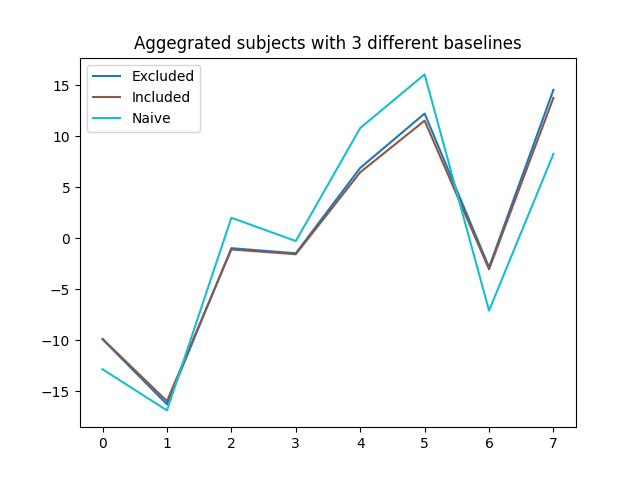 Aggegrated subjects with 3 different baselines
Excluded
Included
Naive
15
10
5
0
−5
−10
−15
0 1 2 3 4 5 6 7